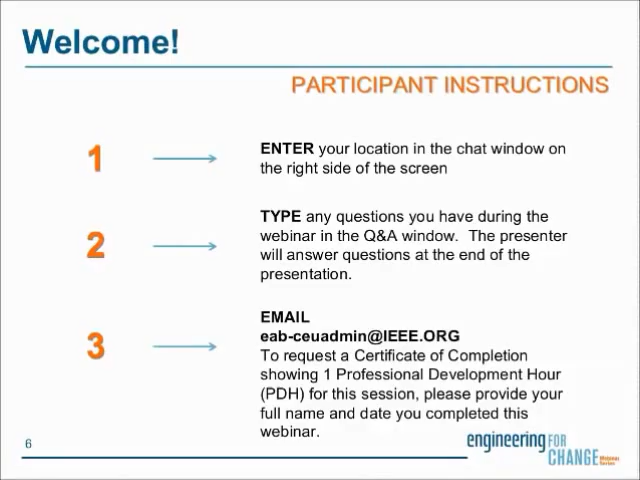 Welcome!
PARTICIPANT INSTRUCTIONS
1
ENTER your location in the chat window on
the right side of the screen
2
TYPE any questions you have during the
webinar in the Q&A window. The presenter
will answer questions at the end of the
presentation.
3
EMAIL
eab-ceuadmin@IEEE.ORG
To request a Certificate of Completion
showing 1 Professional Development Hour
(PDH) for this session, please provide your
full name and date you completed this
webinar.
6
engineering FOR
CHANGE Webinar
Series